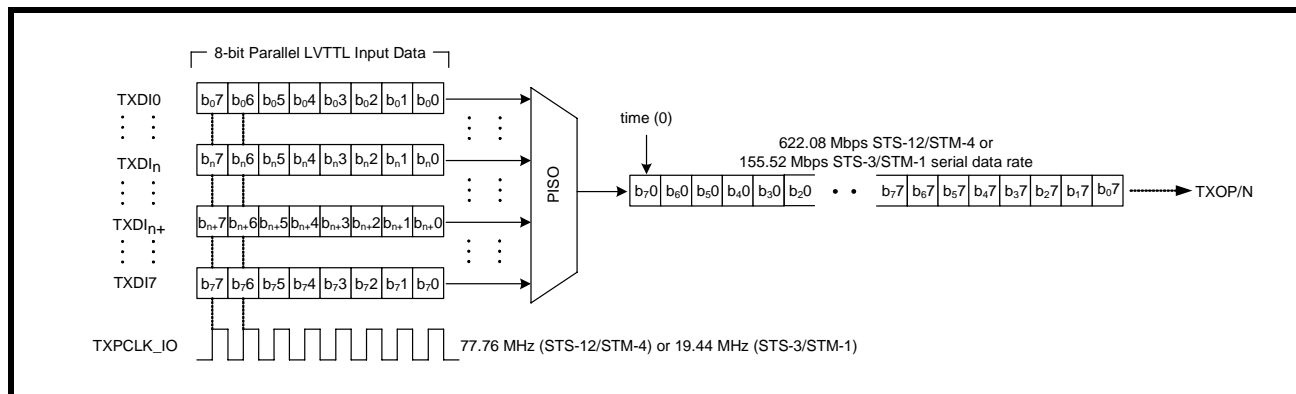 8-bit Parallel LVTTL Input Data
TXDI0
b₀7 b₀6 b₀5 b₀4 b₀3 b₀2 b₀1 b₀0
time (0)
622.08 Mbps STS-12/STM-4 or
155.52 Mbps STS-3/STM-1 serial data rate
TXDIₙ
bₙ7 bₙ6 bₙ5 bₙ4 bₙ3 bₙ2 bₙ1 bₙ0
PISO
b₇0 b₆0 b₅0 b₄0 b₃0 b₂0 b₇7 b₆7 b₅7 b₄7 b₃7 b₂7 b₁7 b₀7
TXOP/N
TXDIₙ₊
bₙ₊7 bₙ₊6 bₙ₊5 bₙ₊4 bₙ₊3 bₙ₊2 bₙ₊1 bₙ₊0
TXDI7
b₇7 b₇6 b₇5 b₇4 b₇3 b₇2 b₇1 b₇0
TXPCLK_IO
77.76 MHz (STS-12/STM-4) or 19.44 MHz (STS-3/STM-1)